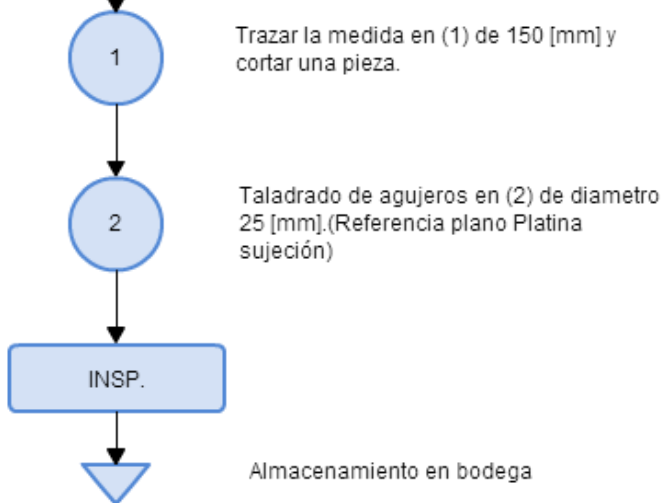 1
Trazar la medida en (1) de 150 [mm] y
cortar una pieza.
2
Taladrado de agujeros en (2) de diametro
25 [mm].(Referencia plano Platina
sujeción)
INSP.
Almacenamiento en bodega